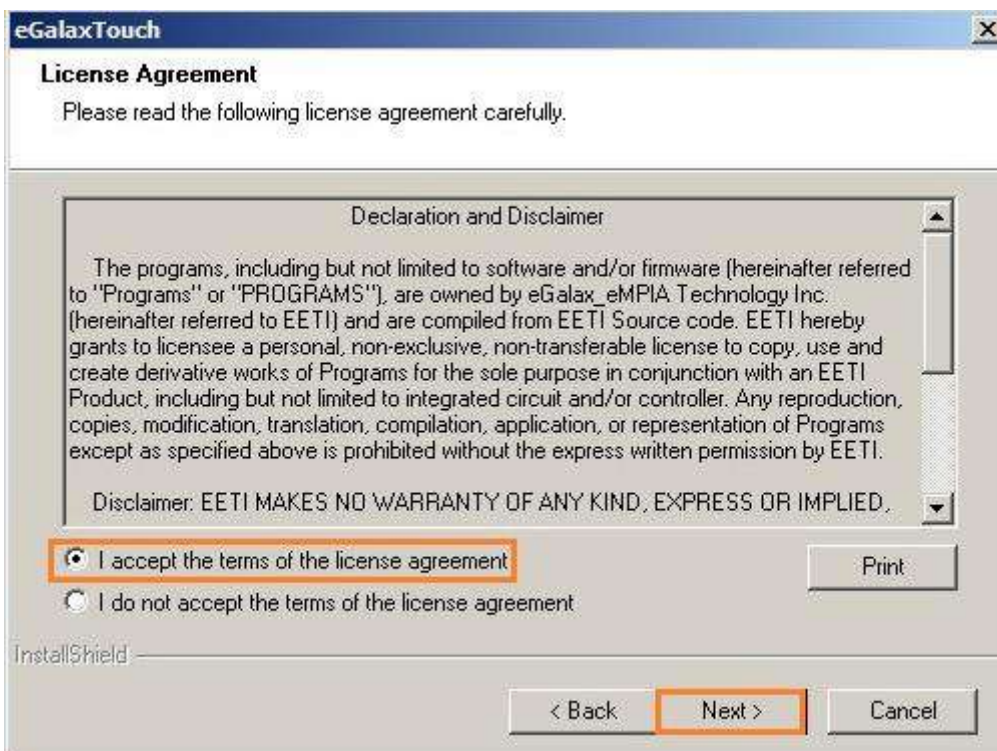 eGalaxTouch
License Agreement
Please read the following license agreement carefully.
Declaration and Disclaimer
The programs, including but not limited to software and/or firmware (hereinafter referred
to "Programs" or "PROGRAMS"), are owned by eGalax_eMPIA Technology Inc.
(hereinafter referred to EETI) and are compiled from EETI Source code. EETI hereby
grants to licensee a personal, non-exclusive, non-transferable license to copy, use and
create derivative works of Programs for the sole purpose in conjunction with an EETI
Product, including but not limited to integrated circuit and/or controller. Any reproduction,
copies, modification, translation, compilation, application, or representation of Programs
except as specified above is prohibited without the express written permission by EETI.
Disclaimer: EETI MAKES NO WARRANTY OF ANY KIND, EXPRESS OR IMPLIED,
I accept the terms of the license agreement
Print
I do not accept the terms of the license agreement
InstallShield
< Back
Next >
Cancel